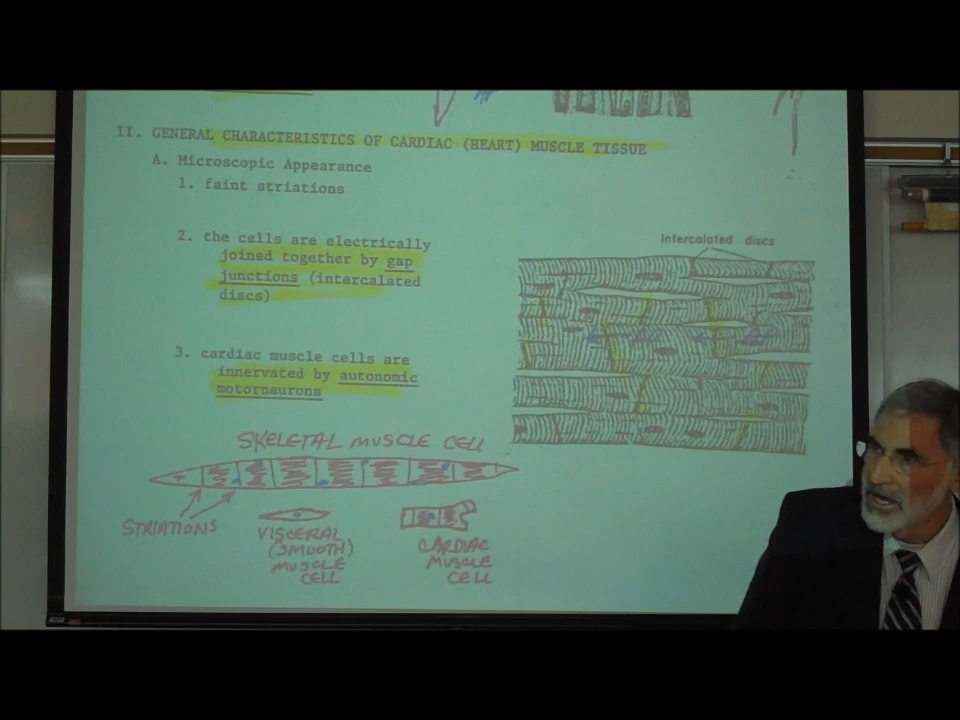 II. GENERAL CHARACTERISTICS OF CARDIAC (HEART) MUSCLE TISSUE
A. Microscopic Appearance
1. faint striations
2. the cells are electrically
joined together by gap
junctions (intercalated
discs)
3. cardiac muscle cells are
innervated by autonomic
motorneurons
Intercalated discs
SKELETAL MUSCLE CELL
STRIATIONS
VISCERAL
(SMOOTH)
MUSCLE
CELL
CARDIAC
MUSCLE
CELL